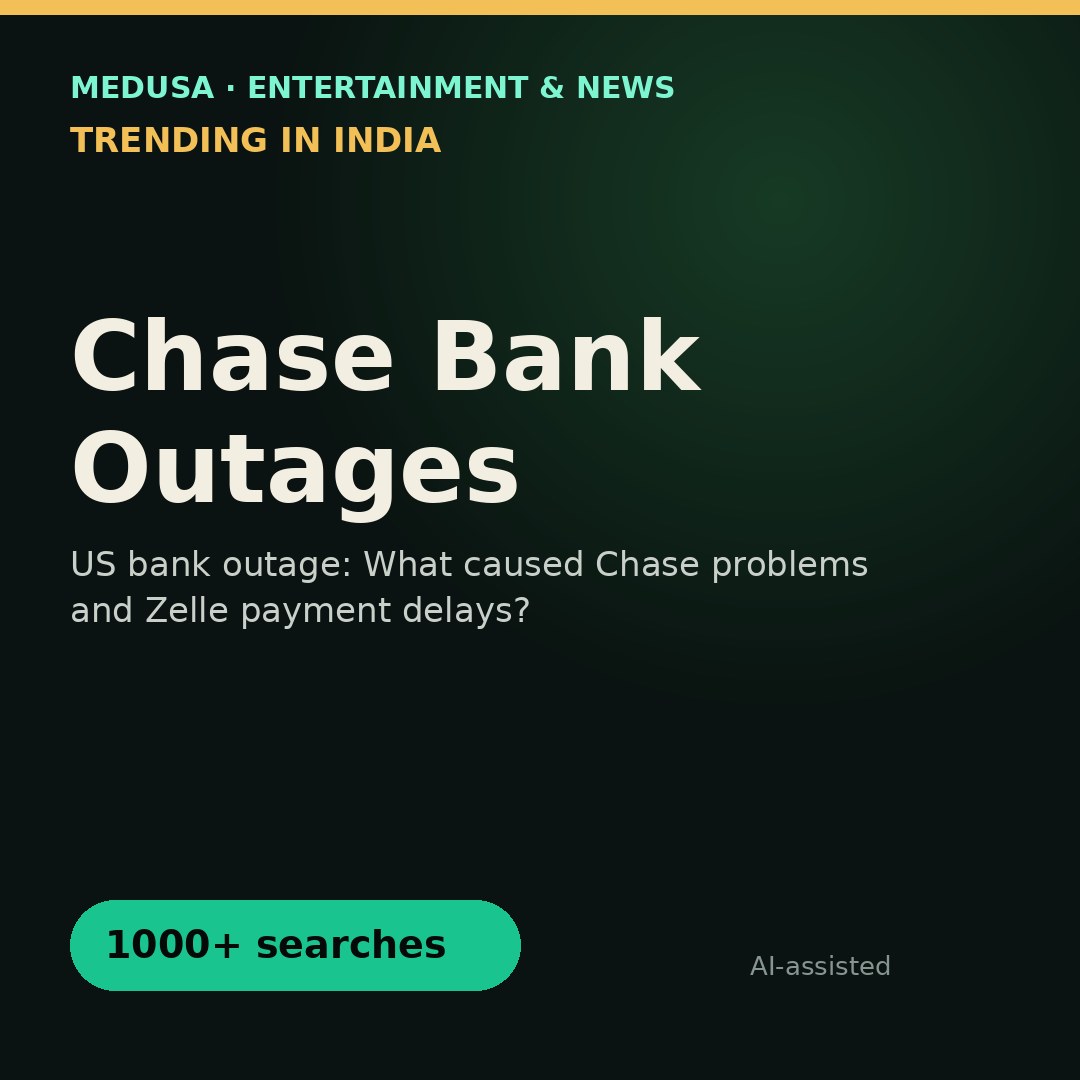 MEDUSA · ENTERTAINMENT & NEWS
TRENDING IN INDIA
Chase Bank
Outages
US bank outage: What caused Chase problems
and Zelle payment delays?
1000+ searches
AI-assisted